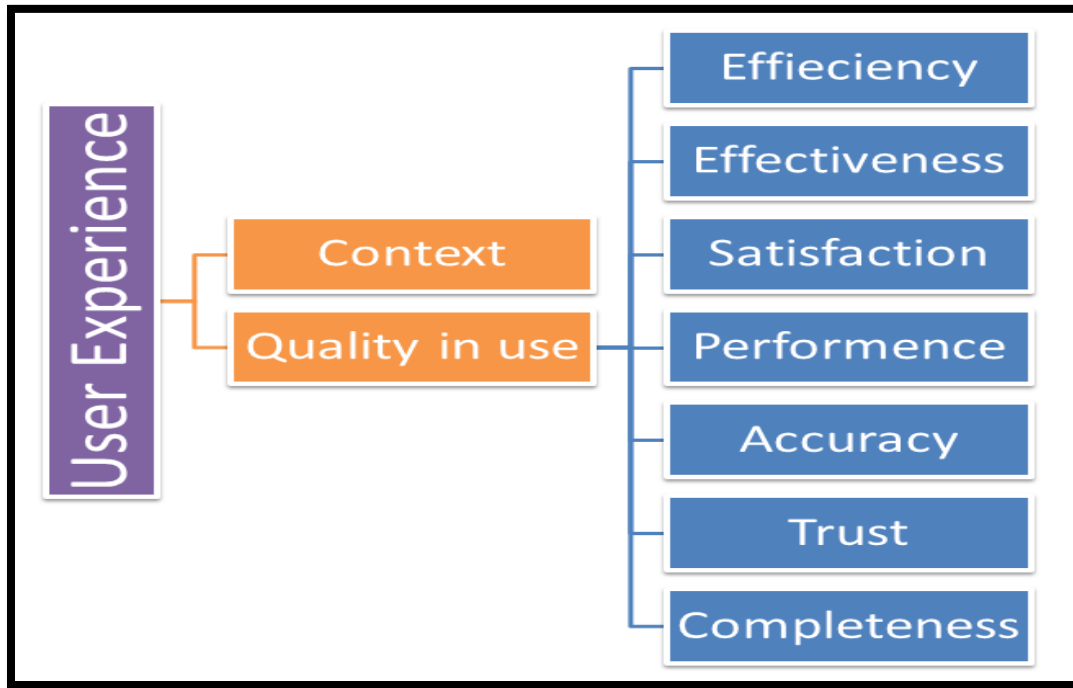 User Experience
Context
Quality in use
Effieciency
Effectiveness
Satisfaction
Performence
Accuracy
Trust
Completeness